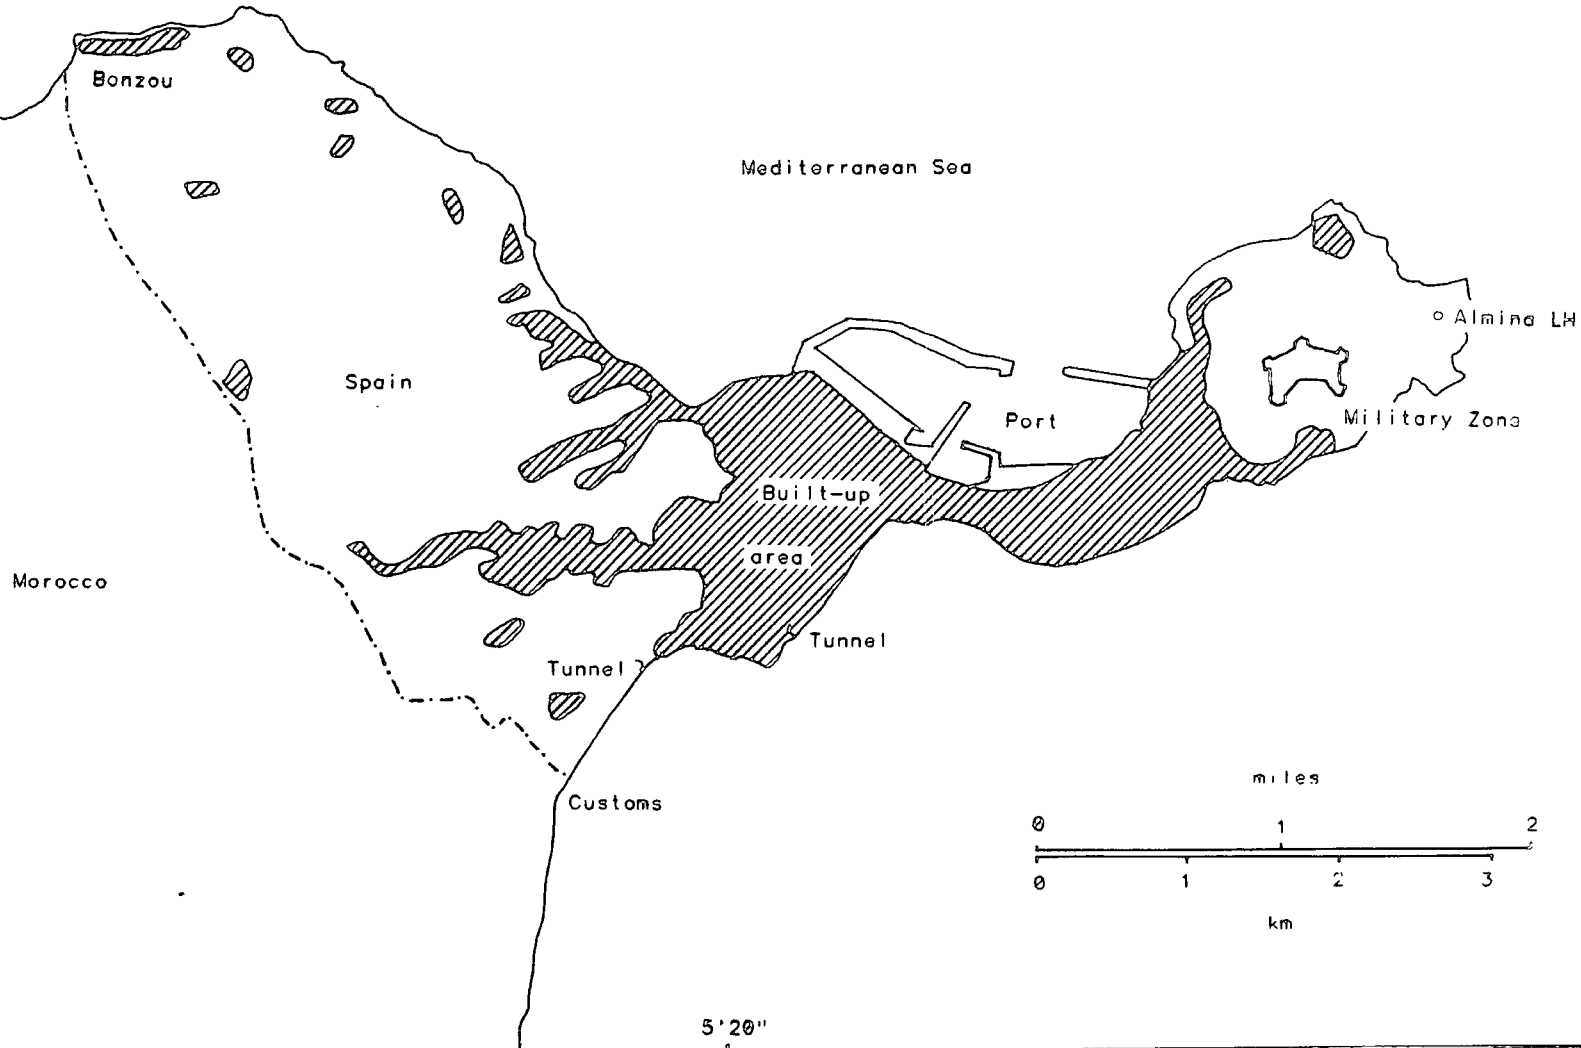 Bonzou
Mediterranean Sea
Almina LH
Spain
Port
Military Zone
Built-up
area
Morocco
Tunnel
Tunnel
Customs
miles
0 1 2
0 1 2 3
km
5'20"